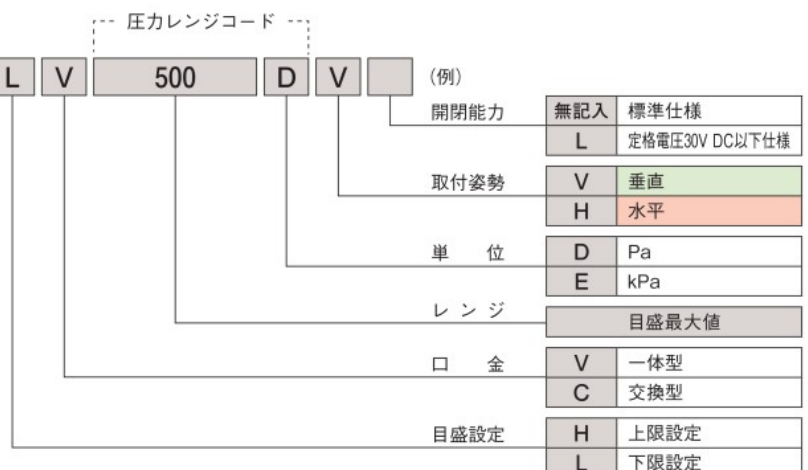 圧力レンジコード
L V 500 D V (例)
開閉能力 無記入 標準仕様
L 定格電圧30V DC以下仕様
取付姿勢 V 垂直
H 水平
単位 D Pa
E kPa
レンジ 目盛最大値
口金 V 一体型
C 交換型
目盛設定 H 上限設定
L 下限設定